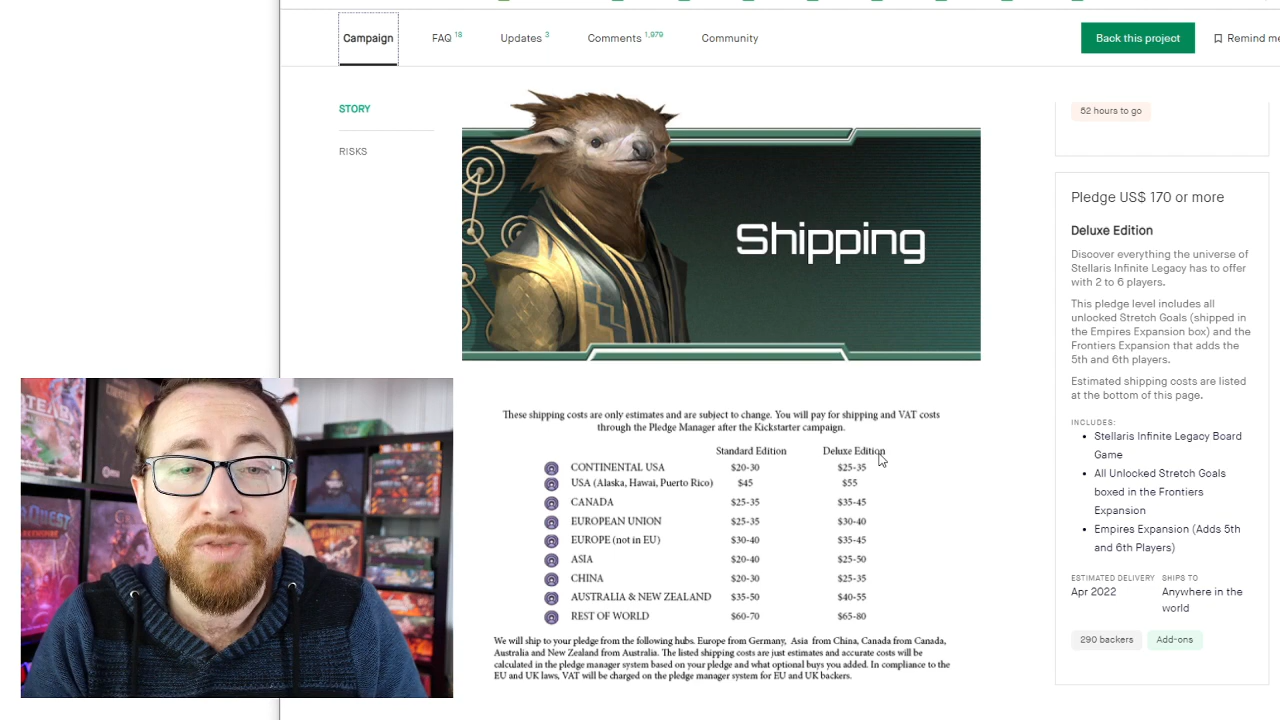 Campaign
FAQ 18
Updates 3
Comments 1,979
Community
Back this project
Remind me
STORY
RISKS
Shipping
These shipping costs are only estimates and are subject to change. You will pay for shipping and VAT costs
through the Pledge Manager after the Kickstarter campaign.
Standard Edition Deluxe Edition
CONTINENTAL USA $20-30 $25-35
USA (Alaska, Hawai, Puerto Rico) $45 $55
CANADA $25-35 $35-45
EUROPEAN UNION $25-35 $30-40
EUROPE (not in EU) $30-40 $35-45
ASIA $20-40 $25-50
CHINA $20-30 $25-35
AUSTRALIA & NEW ZEALAND $35-50 $40-55
REST OF WORLD $60-70 $65-80
We will ship to your pledge from the following hubs. Europe from Germany, Asia from China, Canada from Canada,
Australia and New Zealand from Australia. The listed shipping costs are just estimates and accurate costs will be
calculated in the pledge manager system based on your pledge and what optional buys you added. In compliance to the
EU and UK laws, VAT will be charged on the pledge manager system for EU and UK backers.
52 hours to go
Pledge US$ 170 or more
Deluxe Edition
Discover everything the universe of
Stellaris Infinite Legacy has to offer
with 2 to 6 players.
This pledge level includes all
unlocked Stretch Goals (shipped in
the Empires Expansion box) and the
Frontiers Expansion that adds the
5th and 6th players.
Estimated shipping costs are listed
at the bottom of this page.
INCLUDES:
Stellaris Infinite Legacy Board
Game
All Unlocked Stretch Goals
boxed in the Frontiers
Expansion
Empires Expansion (Adds 5th
and 6th Players)
ESTIMATED DELIVERY SHIPS TO
Apr 2022 Anywhere in the
world
290 backers Add-ons